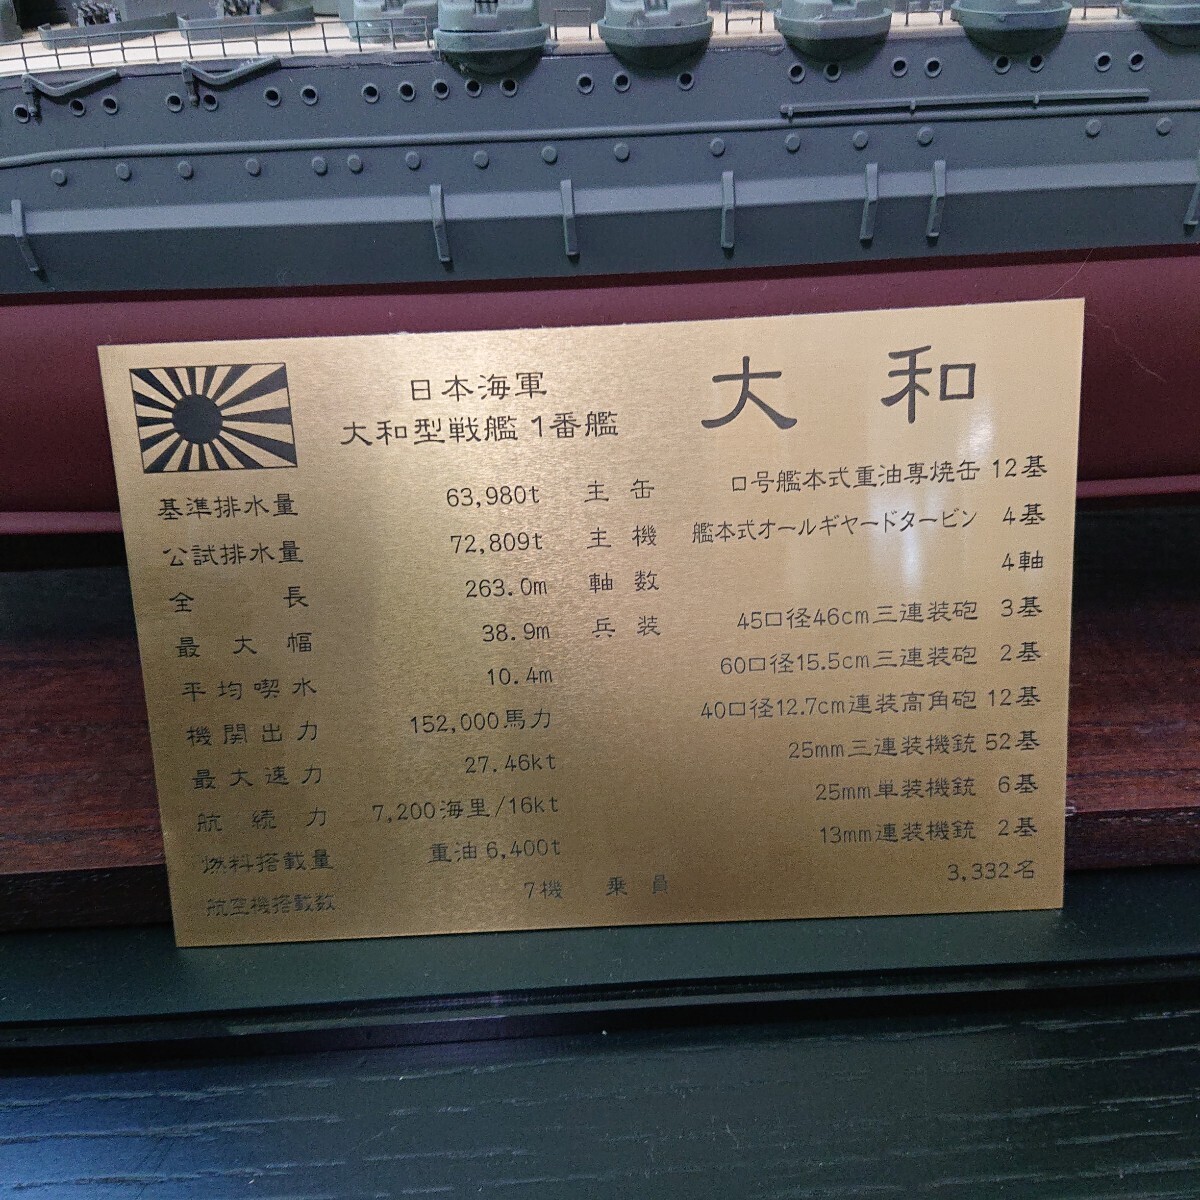 日本海軍
大和型戦艦 1番艦
大和
基準排水量 63,980t
公試排水量 72,809t
全長 263.0m
最大幅 38.9m
平均喫水 10.4m
機関出力 152,000馬力
最大速力 27.46kt
航続力 7,200海里/16kt
燃料搭載量 重油6,400t
航空機搭載数 7機
主缶 ロ号艦本式重油専焼缶 12基
主機 艦本式オールギヤードタービン 4基
軸数 4軸
兵装 45口径46cm三連装砲 3基
60口径15.5cm三連装砲 2基
40口径12.7cm連装高角砲 12基
25mm三連装機銃 52基
25mm単装機銃 6基
13mm連装機銃 2基
乗員 3,332名